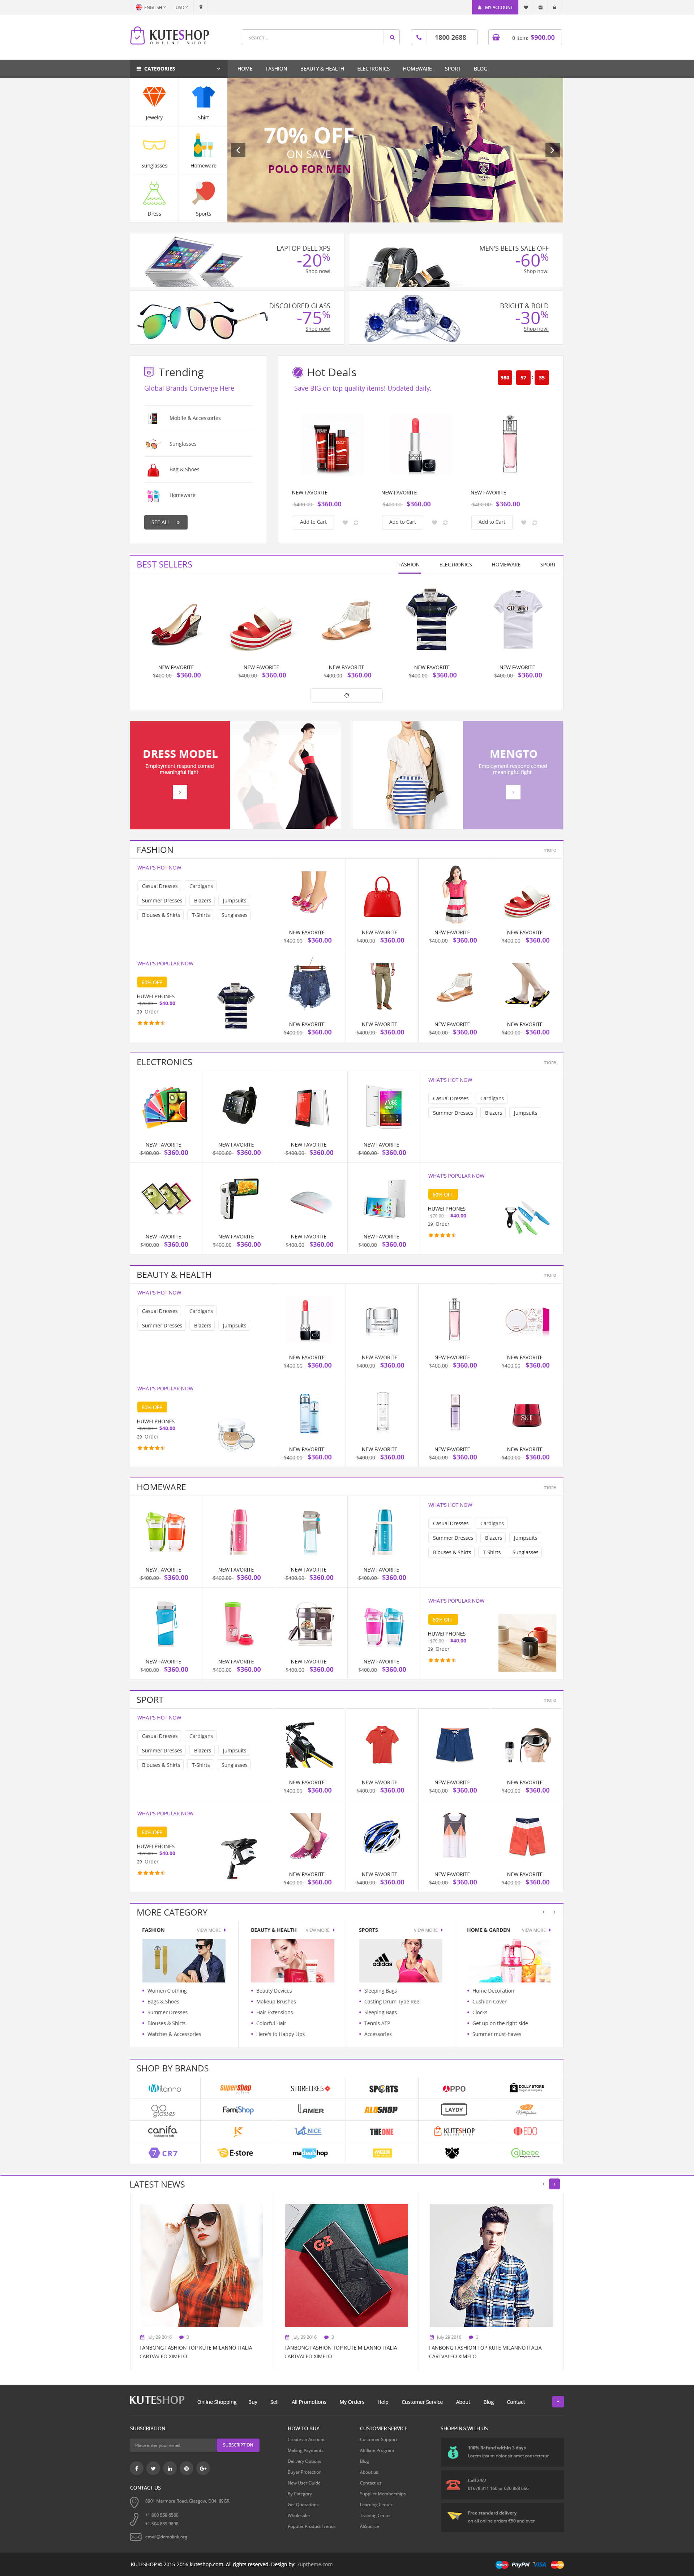 ENGLISH
USD
MY ACCOUNT
KUTESHOP
ONLINE SHOP
Search...
1800 2688
0 item: $900.00
CATEGORIES
HOME FASHION BEAUTY & HEALTH ELECTRONICS HOMEWARE SPORT BLOG
Jewelry Shirt
Sunglasses Homeware
Dress Sports
70% OFF
ON SAVE
POLO FOR MEN
LAPTOP DELL XPS
-20%
Shop now!
MEN'S BELTS SALE OFF
-60%
Shop now!
DISCOLORED GLASS
-75%
Shop now!
BRIGHT & BOLD
-30%
Shop now!
Trending
Global Brands Converge Here
Mobile & Accessories
Sunglasses
Bag & Shoes
Homeware
SEE ALL
Hot Deals
Save BIG on top quality items! Updated daily.
980 57 35
NEW FAVORITE NEW FAVORITE NEW FAVORITE
$400.00 $360.00 $400.00 $360.00 $400.00 $360.00
Add to Cart Add to Cart Add to Cart
BEST SELLERS
FASHION ELECTRONICS HOMEWARE SPORT
NEW FAVORITE NEW FAVORITE NEW FAVORITE NEW FAVORITE NEW FAVORITE
$400.00 $360.00 $400.00 $360.00 $400.00 $360.00 $400.00 $360.00 $400.00 $360.00
DRESS MODEL
Employment respond comed
meaningful fight
MENGTO
Employment respond comed
meaningful fight
FASHION
more
WHAT'S HOT NOW
Casual Dresses Cardigans
Summer Dresses Blazers Jumpsuits
Blouses & Shirts T-Shirts Sunglasses
NEW FAVORITE NEW FAVORITE NEW FAVORITE NEW FAVORITE
$400.00 $360.00 $400.00 $360.00 $400.00 $360.00 $400.00 $360.00
WHAT'S POPULAR NOW
60% OFF
HUWEI PHONES
$70.00 $40.00
29 Order
NEW FAVORITE NEW FAVORITE NEW FAVORITE NEW FAVORITE
$400.00 $360.00 $400.00 $360.00 $400.00 $360.00 $400.00 $360.00
ELECTRONICS
more
NEW FAVORITE NEW FAVORITE NEW FAVORITE NEW FAVORITE
$400.00 $360.00 $400.00 $360.00 $400.00 $360.00 $400.00 $360.00
WHAT'S HOT NOW
Casual Dresses Cardigans
Summer Dresses Blazers Jumpsuits
NEW FAVORITE NEW FAVORITE NEW FAVORITE NEW FAVORITE
$400.00 $360.00 $400.00 $360.00 $400.00 $360.00 $400.00 $360.00
WHAT'S POPULAR NOW
60% OFF
HUWEI PHONES
$70.00 $40.00
29 Order
BEAUTY & HEALTH
more
WHAT'S HOT NOW
Casual Dresses Cardigans
Summer Dresses Blazers Jumpsuits
NEW FAVORITE NEW FAVORITE NEW FAVORITE NEW FAVORITE
$400.00 $360.00 $400.00 $360.00 $400.00 $360.00 $400.00 $360.00
WHAT'S POPULAR NOW
60% OFF
HUWEI PHONES
$70.00 $40.00
29 Order
NEW FAVORITE NEW FAVORITE NEW FAVORITE NEW FAVORITE
$400.00 $360.00 $400.00 $360.00 $400.00 $360.00 $400.00 $360.00
HOMEWARE
more
NEW FAVORITE NEW FAVORITE NEW FAVORITE NEW FAVORITE
$400.00 $360.00 $400.00 $360.00 $400.00 $360.00 $400.00 $360.00
WHAT'S HOT NOW
Casual Dresses Cardigans
Summer Dresses Blazers Jumpsuits
Blouses & Shirts T-Shirts Sunglasses
NEW FAVORITE NEW FAVORITE NEW FAVORITE NEW FAVORITE
$400.00 $360.00 $400.00 $360.00 $400.00 $360.00 $400.00 $360.00
WHAT'S POPULAR NOW
60% OFF
HUWEI PHONES
$70.00 $40.00
29 Order
SPORT
more
WHAT'S HOT NOW
Casual Dresses Cardigans
Summer Dresses Blazers Jumpsuits
Blouses & Shirts T-Shirts Sunglasses
NEW FAVORITE NEW FAVORITE NEW FAVORITE NEW FAVORITE
$400.00 $360.00 $400.00 $360.00 $400.00 $360.00 $400.00 $360.00
WHAT'S POPULAR NOW
60% OFF
HUWEI PHONES
$70.00 $40.00
29 Order
NEW FAVORITE NEW FAVORITE NEW FAVORITE NEW FAVORITE
$400.00 $360.00 $400.00 $360.00 $400.00 $360.00 $400.00 $360.00
MORE CATEGORY
FASHION VIEW MORE
Women Clothing
Bags & Shoes
Summer Dresses
Blouses & Shirts
Watches & Accessories
BEAUTY & HEALTH VIEW MORE
Beauty Devices
Makeup Brushes
Hair Extensions
Colorful Hair
Here's to Happy Lips
SPORTS VIEW MORE
adidas
Sleeping Bags
Casting Drum Type Reel
Sleeping Bags
Tennis ATP
Accessories
HOME & GARDEN VIEW MORE
Home Decoration
Cushion Cover
Clocks
Get up on the right side
Summer must-haves
SHOP BY BRANDS
Milanno SuperShop STORELIKES SPORTS APPO DOLLY STORE
glasses FamiShop LAMER ALOSHOP LAYDY
canifa K NICE THEONE KUTESHOP EDO
CR7 E-store
LATEST NEWS
G3
July 29 2016
FANBONG FASHION TOP KUTE MILANNO ITALIA
CARTVALEO XIMELO
July 29 2016
FANBONG FASHION TOP KUTE MILANNO ITALIA
CARTVALEO XIMELO
July 29 2016
FANBONG FASHION TOP KUTE MILANNO ITALIA
CARTVALEO XIMELO
KUTESHOP
Online Shopping Buy Sell All Promotions My Orders Help Customer Service About Blog Contact
SUBSCRIPTION
Place enter your email
SUBSCRIPTION
CONTACT US
8901 Marmora Road, Glasgow, D04 89GR.
+1 800 559 6580
+1 504 889 9898
email@demolink.org
HOW TO BUY
Create an Account
Making Payments
Delivery Options
Buyer Protection
New User Guide
By Category
Get Quotations
Wholesaler
Popular Product Trends
CUSTOMER SERVICE
Customer Support
Affiliate Program
Blog
About us
Contact us
Supplier Memberships
Learning Center
Training Center
AliSource
SHOPPING WITH US
100% Refund within 3 days
Lorem ipsum dolor sit amet consectetur
Call 24/7
01678 311 160 or 020 888 666
Free standard delivery
on all online orders €50 and over
KUTESHOP © 2015-2016 kuteshop.com. All rights reserved. Design by: 7uptheme.com
PayPal VISA